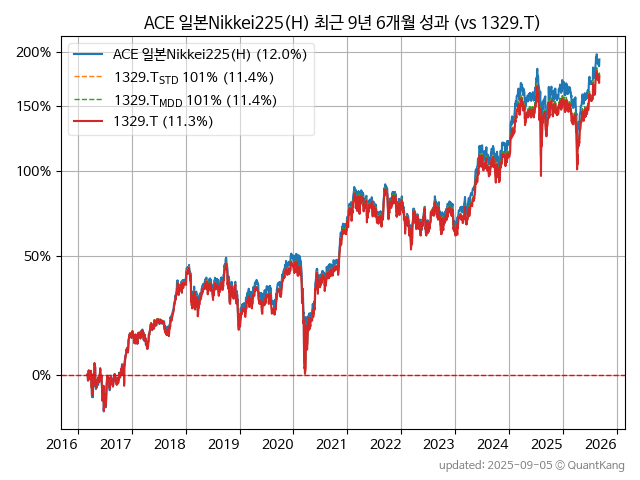 ACE 일본Nikkei225(H) 최근 9년 6개월 성과 (vs 1329.T)
ACE 일본Nikkei225(H) (12.0%)
1329.T_STD 101% (11.4%)
1329.T_MDD 101% (11.4%)
1329.T (11.3%)
200%
150%
100%
50%
0%
2016 2017 2018 2019 2020 2021 2022 2023 2024 2025 2026
updated: 2025-09-05 © QuantKang